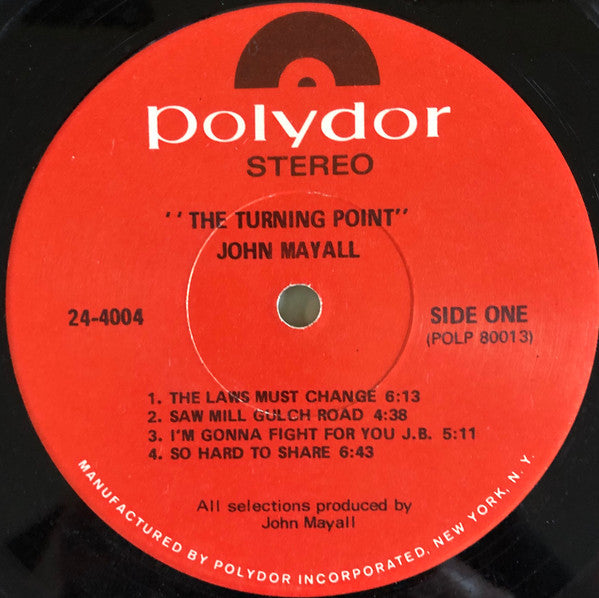 polydor
STEREO
''THE TURNING POINT"
JOHN MAYALL
24-4004
SIDE ONE
(POLP 80013)
1. THE LAWS MUST CHANGE 6:13
2. SAW MILL GULCH ROAD 4:38
3. I'M GONNA FIGHT FOR YOU J.B. 5:11
4. SO HARD TO SHARE 6:43
All selections produced by
John Mayall
MANUFACTURED BY POLYDOR INCORPORATED, NEW YORK, N. Y.